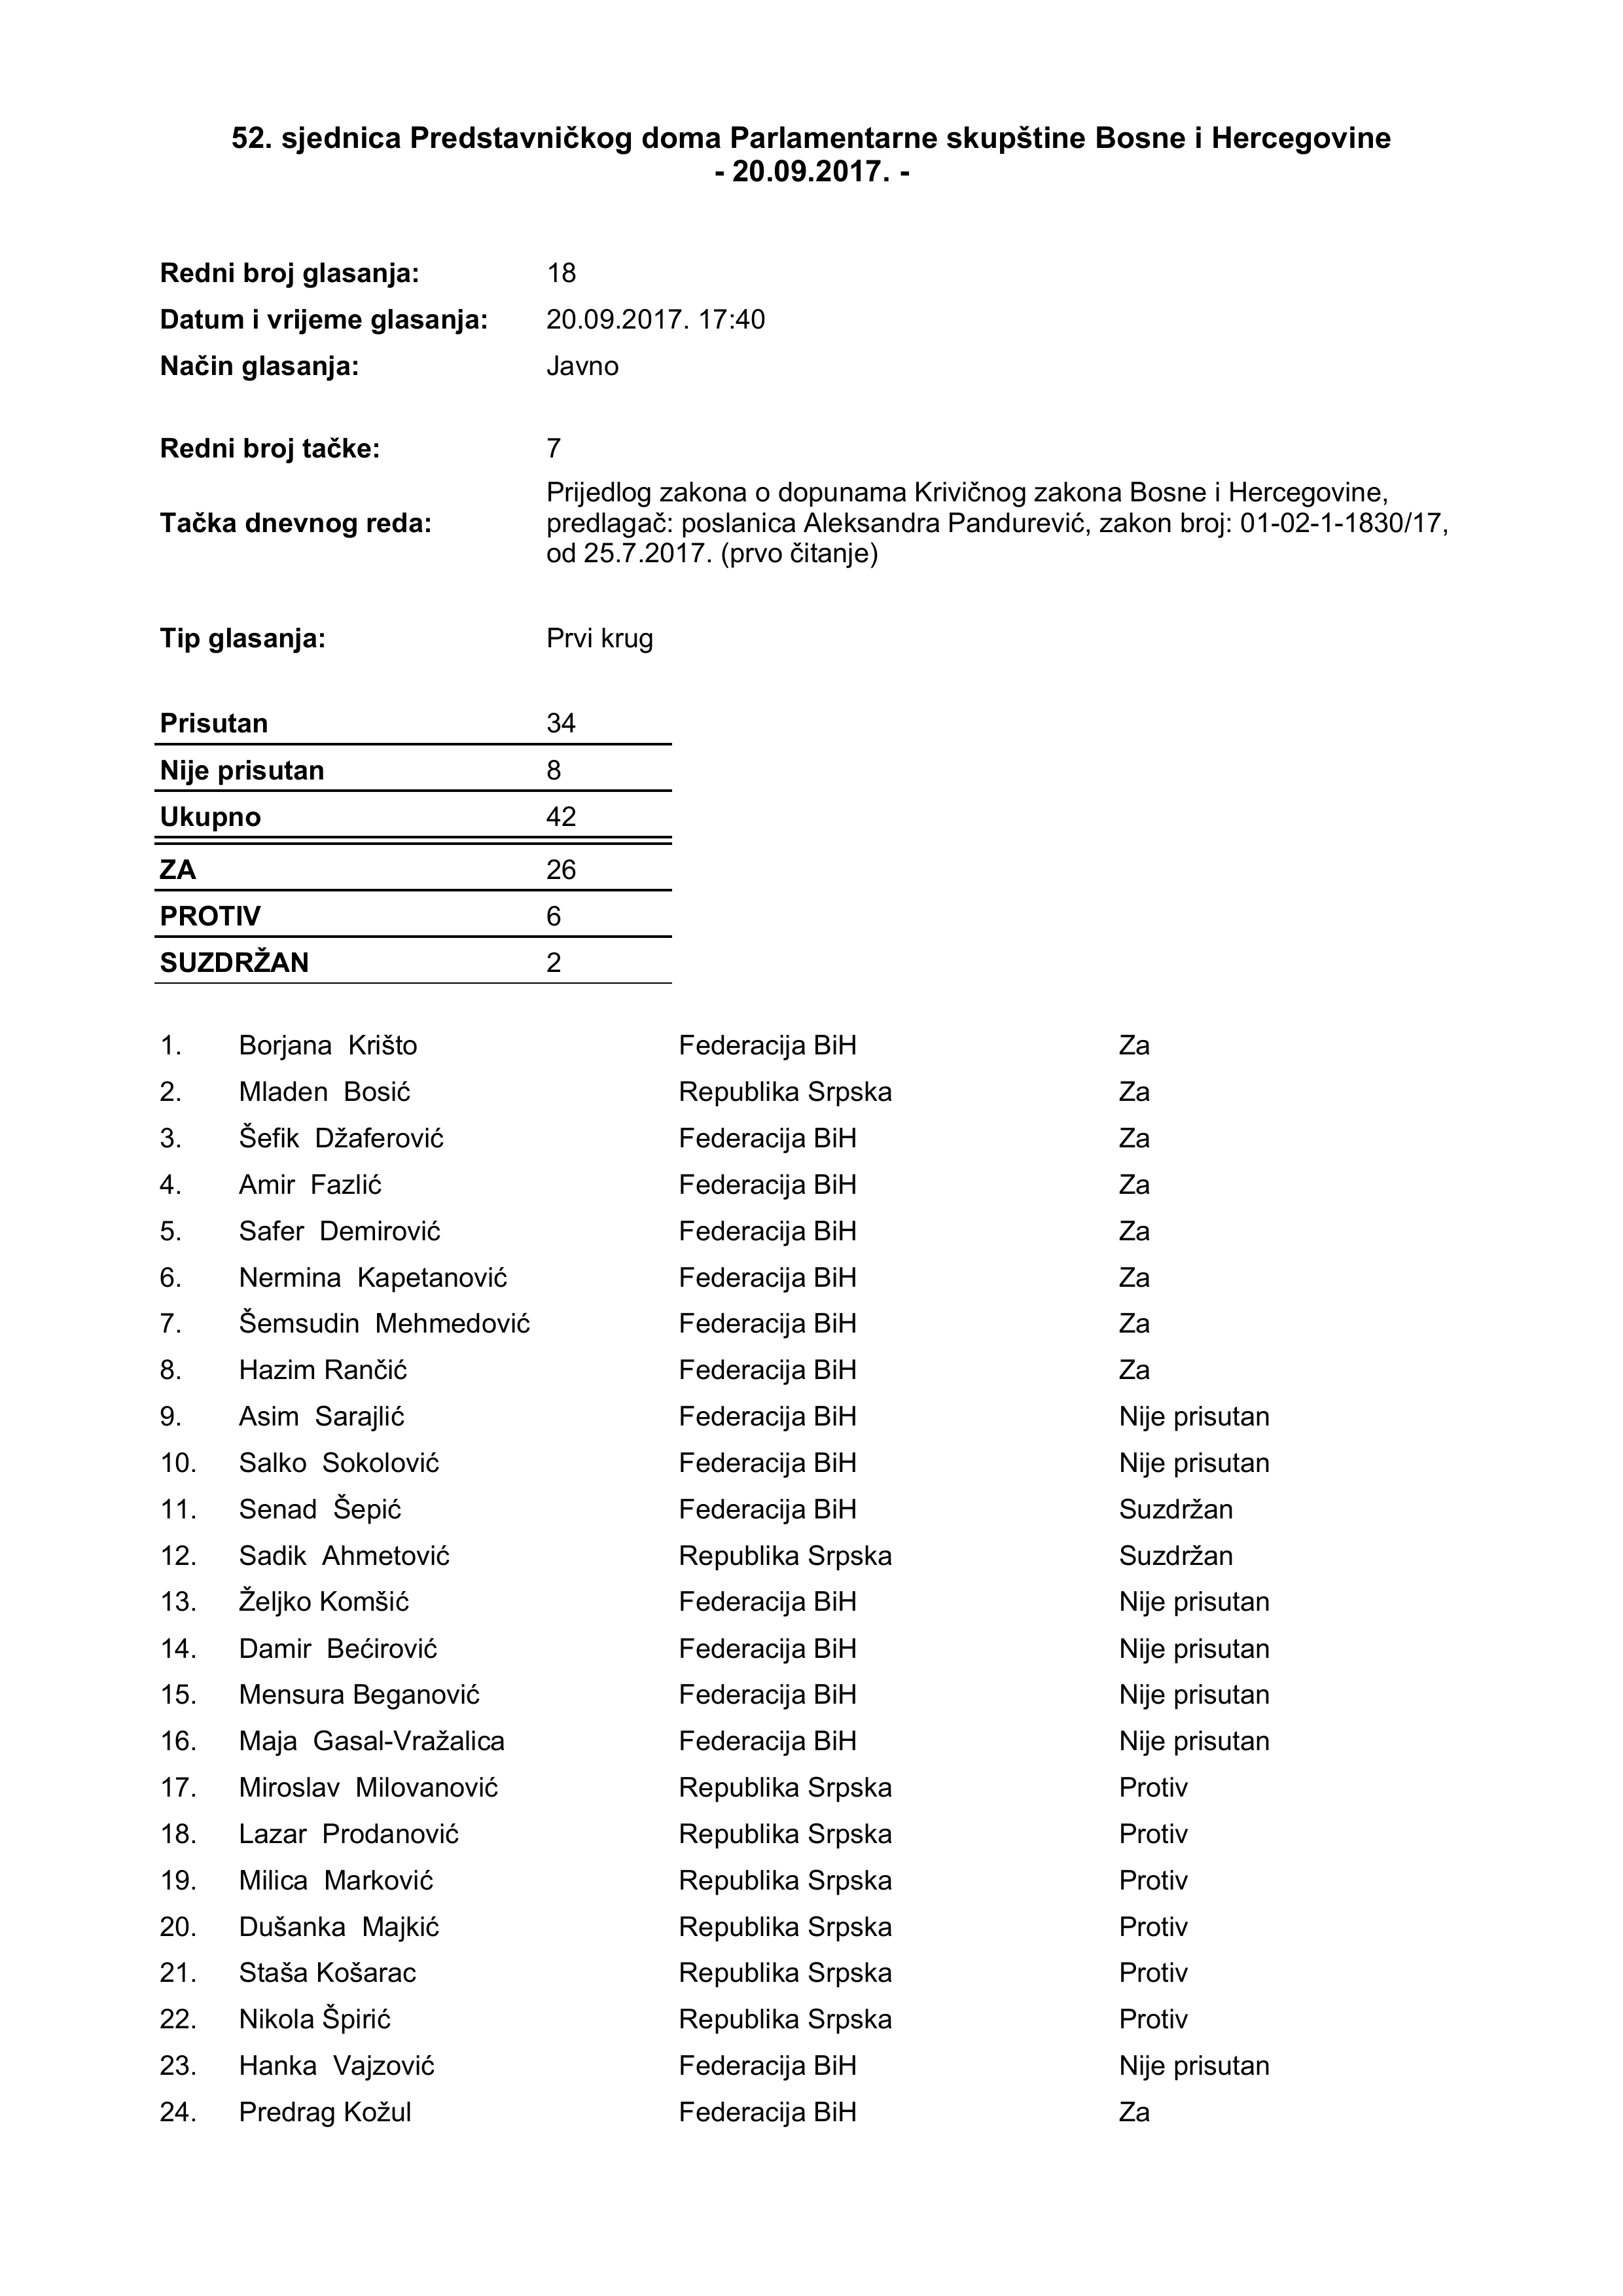 52. sjednica Predstavničkog doma Parlamentarne skupštine Bosne i Hercegovine
- 20.09.2017. -
Redni broj glasanja: 18
Datum i vrijeme glasanja: 20.09.2017. 17:40
Način glasanja: Javno
Redni broj tačke: 7
Tačka dnevnog reda: Prijedlog zakona o dopunama Krivičnog zakona Bosne i Hercegovine,
predlagač: poslanica Aleksandra Pandurević, zakon broj: 01-02-1-1830/17,
od 25.7.2017. (prvo čitanje)
Tip glasanja: Prvi krug
Prisutan 34
Nije prisutan 8
Ukupno 42
ZA 26
PROTIV 6
SUZDRŽAN 2
1. Borjana Krišto Federacija BiH Za
2. Mladen Bosić Republika Srpska Za
3. Šefik Džaferović Federacija BiH Za
4. Amir Fazlić Federacija BiH Za
5. Safer Demirović Federacija BiH Za
6. Nermina Kapetanović Federacija BiH Za
7. Šemsudin Mehmedović Federacija BiH Za
8. Hazim Rančić Federacija BiH Za
9. Asim Sarajlić Federacija BiH Nije prisutan
10. Salko Sokolović Federacija BiH Nije prisutan
11. Senad Šepić Federacija BiH Suzdržan
12. Sadik Ahmetović Republika Srpska Suzdržan
13. Željko Komšić Federacija BiH Nije prisutan
14. Damir Bećirović Federacija BiH Nije prisutan
15. Mensura Beganović Federacija BiH Nije prisutan
16. Maja Gasal-Vražalica Federacija BiH Nije prisutan
17. Miroslav Milovanović Republika Srpska Protiv
18. Lazar Prodanović Republika Srpska Protiv
19. Milica Marković Republika Srpska Protiv
20. Dušanka Majkić Republika Srpska Protiv
21. Staša Košarac Republika Srpska Protiv
22. Nikola Špirić Republika Srpska Protiv
23. Hanka Vajzović Federacija BiH Nije prisutan
24. Predrag Kožul Federacija BiH Za